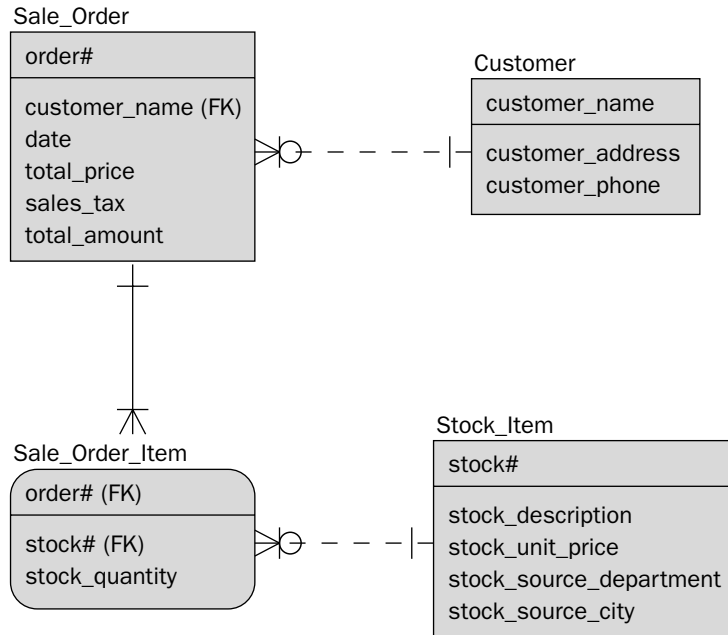 Sale_Order
order#
customer_name (FK)
date
total_price
sales_tax
total_amount
Customer
customer_name
customer_address
customer_phone
Sale_Order_Item
order# (FK)
stock# (FK)
stock_quantity
Stock_Item
stock#
stock_description
stock_unit_price
stock_source_department
stock_source_city